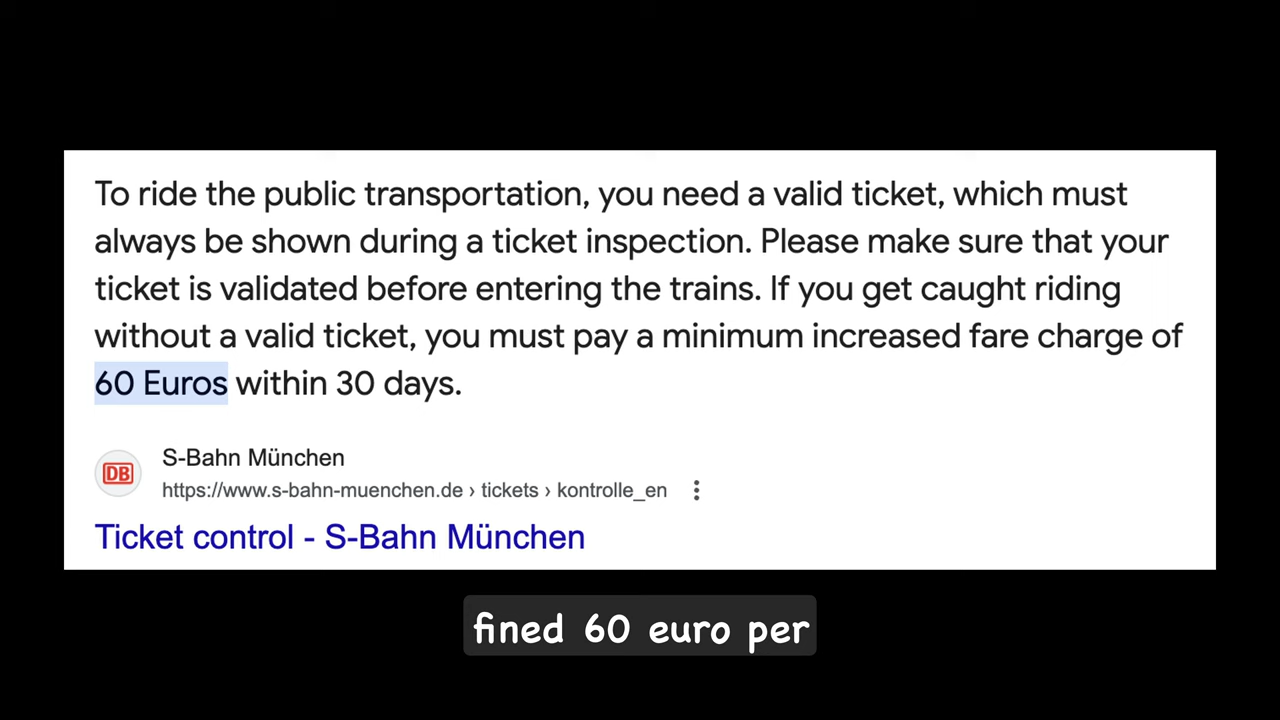 To ride the public transportation, you need a valid ticket, which must
always be shown during a ticket inspection. Please make sure that your
ticket is validated before entering the trains. If you get caught riding
without a valid ticket, you must pay a minimum increased fare charge of
60 Euros within 30 days.
DB
S-Bahn München
https://www.s-bahn-muenchen.de › tickets › kontrolle_en
Ticket control - S-Bahn München
fined 60 euro per